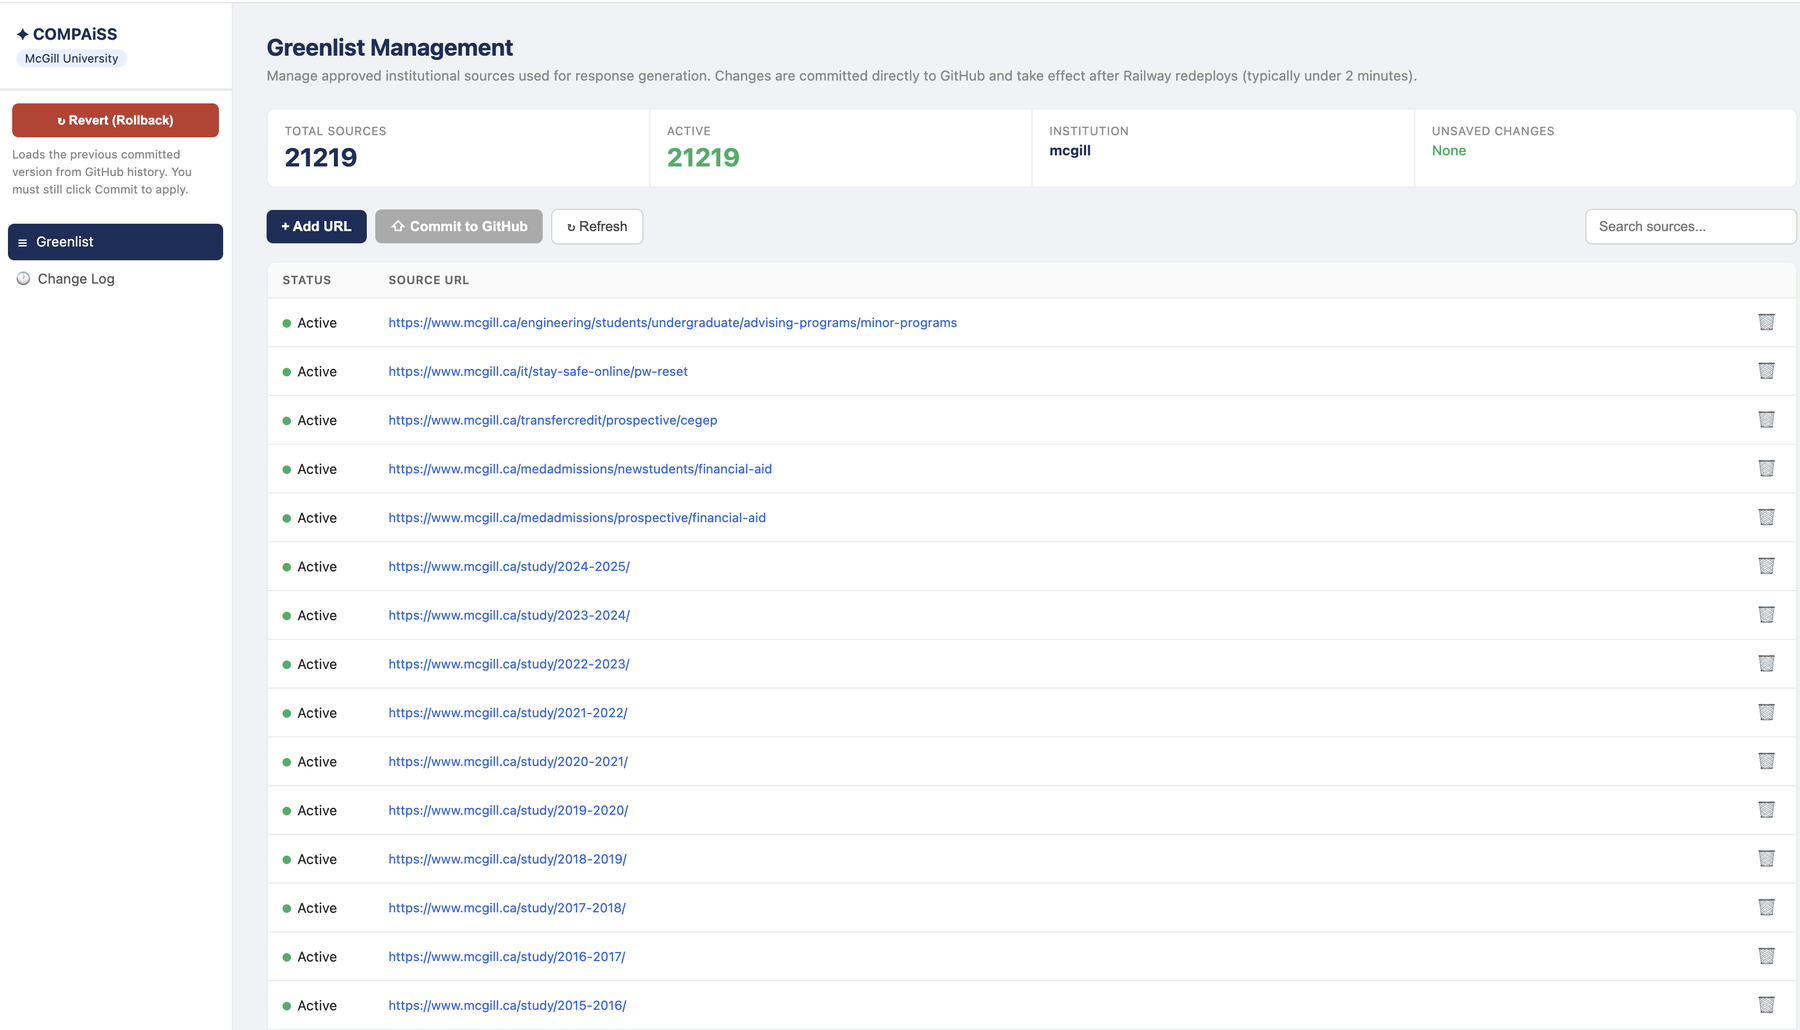 ✦ COMPAiSS
McGill University
↻ Revert (Rollback)
Loads the previous committed
version from GitHub history. You
must still click Commit to apply.
≡ Greenlist
Change Log
Greenlist Management
Manage approved institutional sources used for response generation. Changes are committed directly to GitHub and take effect after Railway redeploys (typically under 2 minutes).
TOTAL SOURCES
21219
ACTIVE
21219
INSTITUTION
mcgill
UNSAVED CHANGES
None
+ Add URL
⇧ Commit to GitHub
↻ Refresh
Search sources...
STATUS SOURCE URL
Active https://www.mcgill.ca/engineering/students/undergraduate/advising-programs/minor-programs
Active https://www.mcgill.ca/it/stay-safe-online/pw-reset
Active https://www.mcgill.ca/transfercredit/prospective/cegep
Active https://www.mcgill.ca/medadmissions/newstudents/financial-aid
Active https://www.mcgill.ca/medadmissions/prospective/financial-aid
Active https://www.mcgill.ca/study/2024-2025/
Active https://www.mcgill.ca/study/2023-2024/
Active https://www.mcgill.ca/study/2022-2023/
Active https://www.mcgill.ca/study/2021-2022/
Active https://www.mcgill.ca/study/2020-2021/
Active https://www.mcgill.ca/study/2019-2020/
Active https://www.mcgill.ca/study/2018-2019/
Active https://www.mcgill.ca/study/2017-2018/
Active https://www.mcgill.ca/study/2016-2017/
Active https://www.mcgill.ca/study/2015-2016/